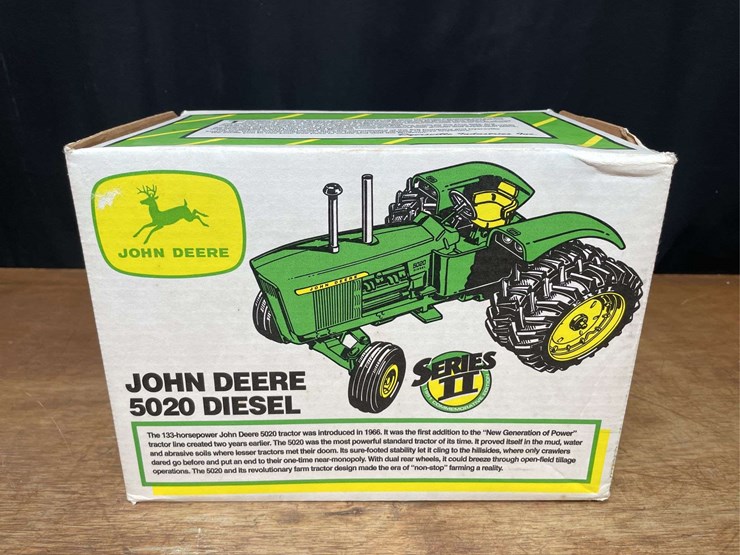 JOHN DEERE
JOHN DEERE
5020
SERIES
II
JOHN DEERE
5020 DIESEL
The 133-horsepower John Deere 5020 tractor was introduced in 1966. It was the first addition to the "New Generation of Power"
tractor line created two years earlier. The 5020 was the most powerful standard tractor of its time. It proved itself in the mud, water
and abrasive soils where lesser tractors met their doom. Its sure-footed stability let it cling to the hillsides, where only crawlers
dared go before and put an end to their one-time near-monopoly. With dual rear wheels, it could breeze through open-field tillage
operations. The 5020 and its revolutionary farm tractor design made the era of "non-stop" farming a reality.